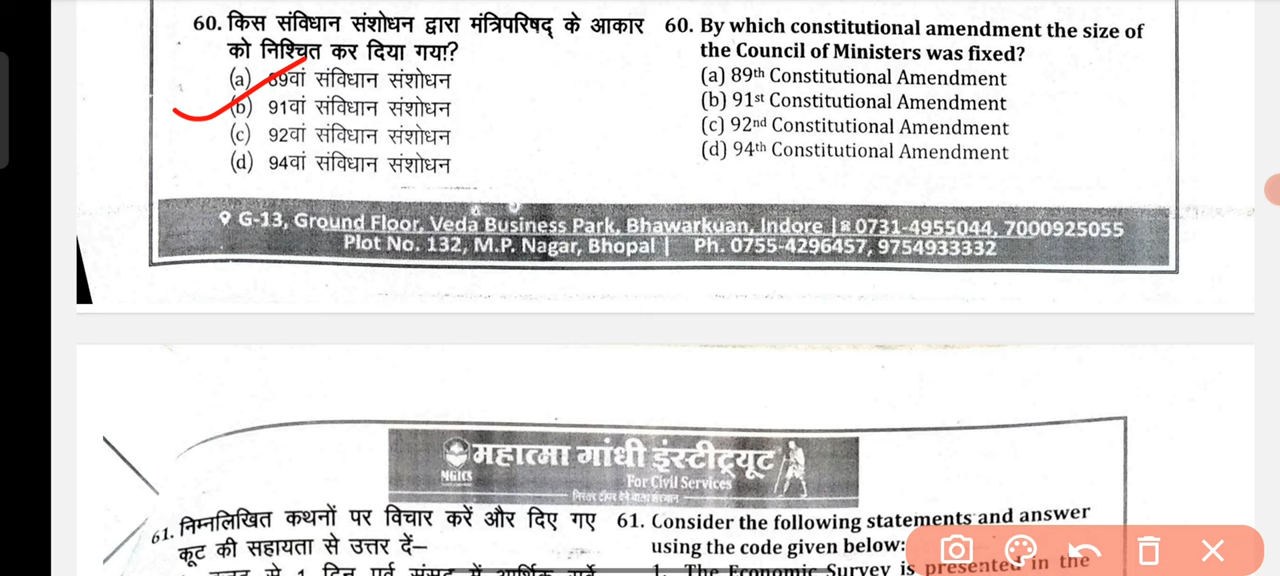 60. किस संविधान संशोधन द्वारा मंत्रिपरिषद् के आकार
को निश्चित कर दिया गया?
(a) 89वां संविधान संशोधन
(b) 91वां संविधान संशोधन
(c) 92वां संविधान संशोधन
(d) 94वां संविधान संशोधन
60. By which constitutional amendment the size of
the Council of Ministers was fixed?
(a) 89th Constitutional Amendment
(b) 91st Constitutional Amendment
(c) 92nd Constitutional Amendment
(d) 94th Constitutional Amendment
G-13, Ground Floor, Veda Business Park, Bhawarkuan, Indore | 0731-4955044, 7000925055
Plot No. 132, M.P. Nagar, Bhopal | Ph. 0755-4296457, 9754933332
महात्मा गांधी इंस्टीट्यूट
MGICS
For Civil Services
निरंतर टॉपर देने वाला संस्थान
61. निम्नलिखित कथनों पर विचार करें और दिए गए
कूट की सहायता से उत्तर दें–
61. Consider the following statements and answer
using the code given below:
1. The Economic Survey is presented in the